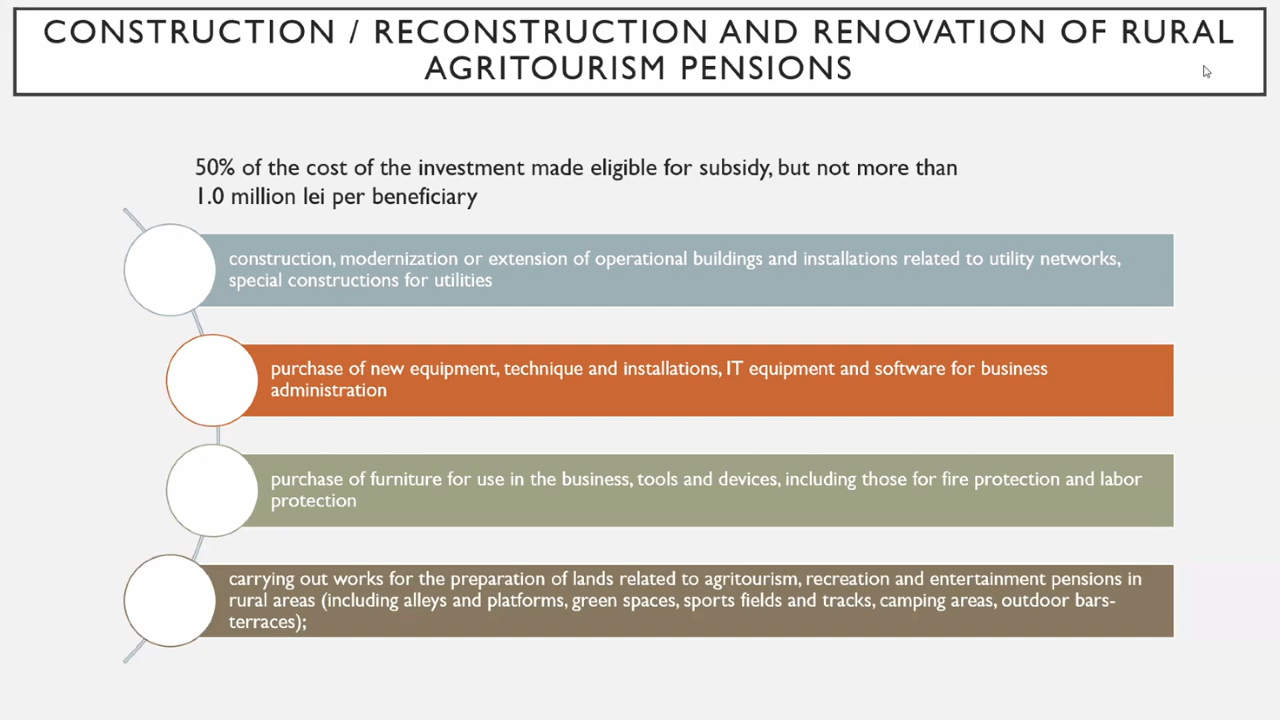 CONSTRUCTION / RECONSTRUCTION AND RENOVATION OF RURAL
AGRITOURISM PENSIONS
50% of the cost of the investment made eligible for subsidy, but not more than
1.0 million lei per beneficiary
construction, modernization or extension of operational buildings and installations related to utility networks,
special constructions for utilities
purchase of new equipment, technique and installations, IT equipment and software for business
administration
purchase of furniture for use in the business, tools and devices, including those for fire protection and labor
protection
carrying out works for the preparation of lands related to agritourism, recreation and entertainment pensions in
rural areas (including alleys and platforms, green spaces, sports fields and tracks, camping areas, outdoor bars-
terraces);